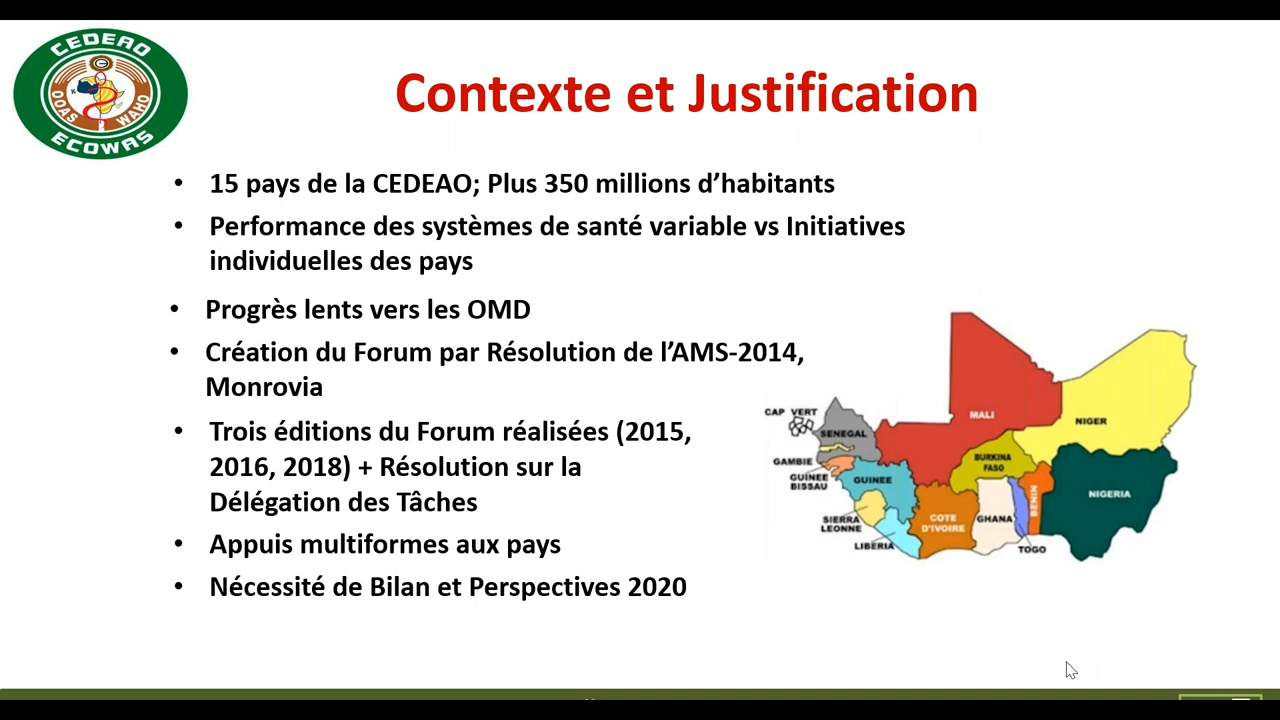 CEDEAO
OOAS WAHO
ECOWAS
Contexte et Justification
• 15 pays de la CEDEAO; Plus 350 millions d’habitants
• Performance des systèmes de santé variable vs Initiatives
individuelles des pays
• Progrès lents vers les OMD
• Création du Forum par Résolution de l’AMS-2014,
Monrovia
• Trois éditions du Forum réalisées (2015,
2016, 2018) + Résolution sur la
Délégation des Tâches
• Appuis multiformes aux pays
• Nécessité de Bilan et Perspectives 2020
CAP VERT
SENEGAL
GAMBIE
GUINEE
BISSAU
GUINEE
SIERRA
LEONNE
LIBERIA
MALI
COTE
D'IVOIRE
BURKINA
FASO
GHANA
TOGO
BENIN
NIGER
NIGERIA